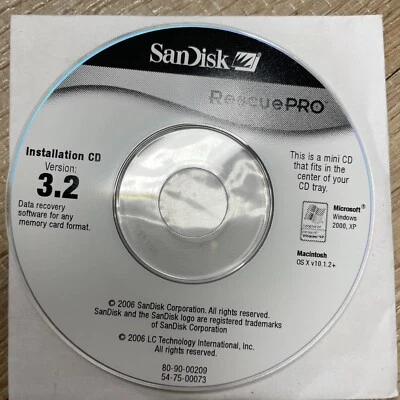 SanDisk
RescuePRO
Installation CD
Version:
3.2
Data recovery
software for any
memory card format.
This is a mini CD
that fits in the
center of your
CD tray.
Microsoft®
Windows
2000, XP
Macintosh
OS X v10.1.2+
© 2006 SanDisk Corporation. All rights reserved.
SanDisk and the SanDisk logo are registered trademarks
of SanDisk Corporation
© 2006 LC Technology International, Inc.
All rights reserved.
80-90-00209
54-75-00073